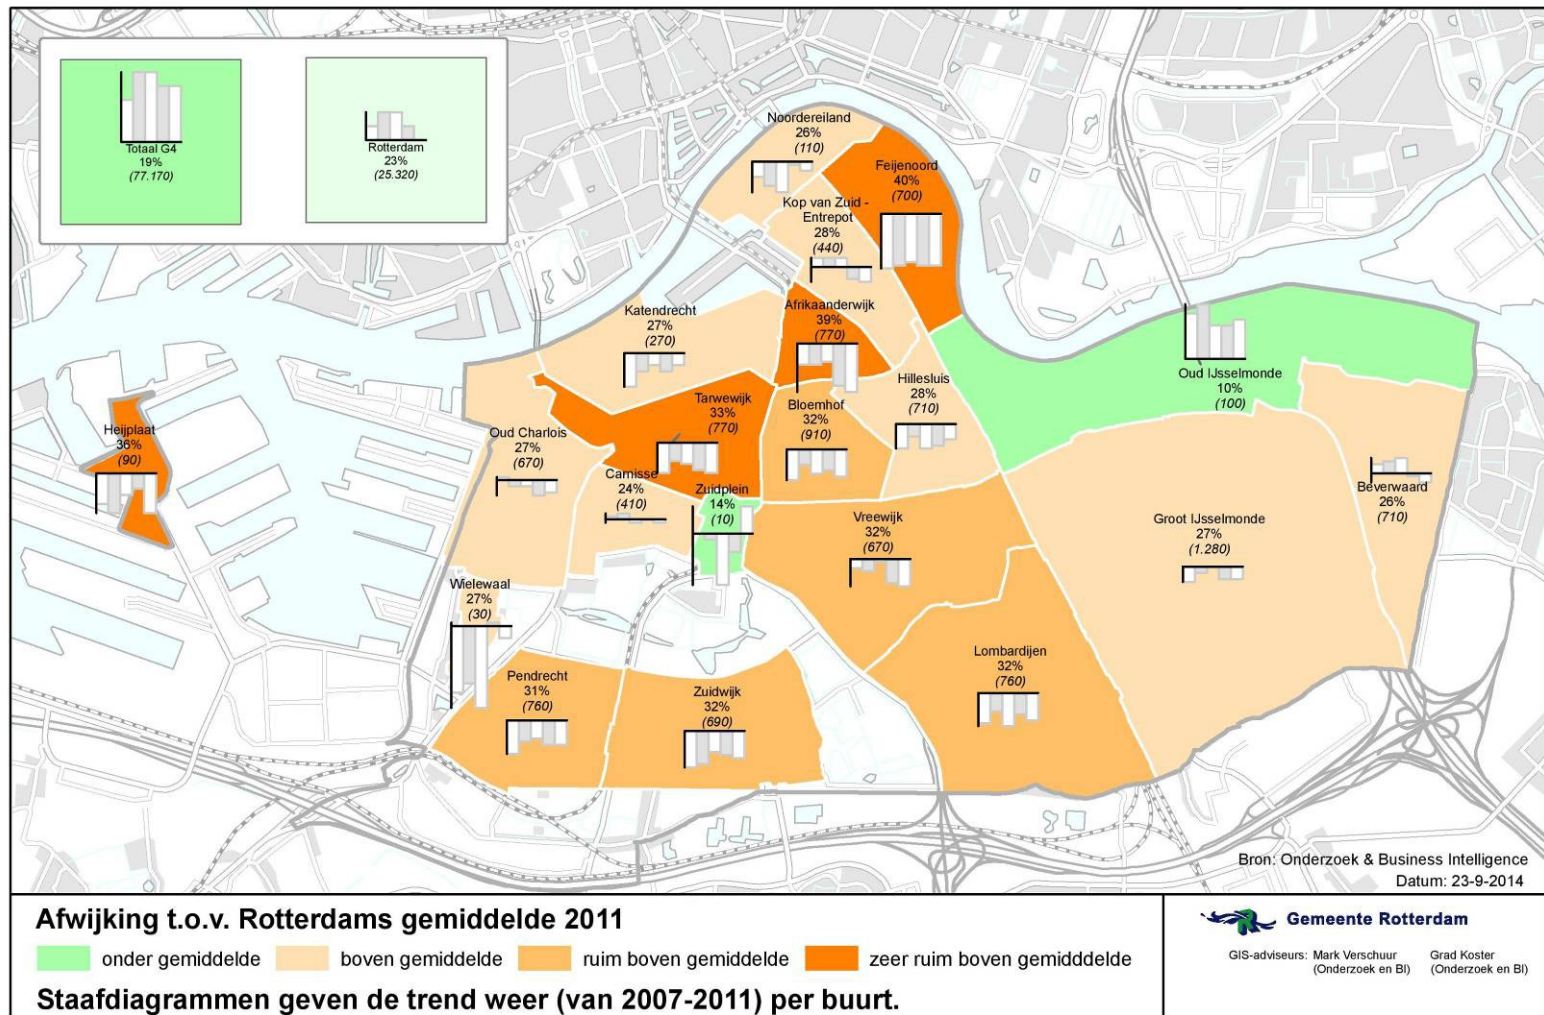 Totaal G4
19%
(77.170)
Rotterdam
23%
(25.320)
Noordereiland
26%
(110)
Feijenoord
40%
(700)
Kop van Zuid -
Entrepot
28%
(440)
Katendrecht
27%
(270)
Afrikaanderwijk
39%
(770)
Oud IJsselmonde
10%
(100)
Hillesluis
28%
(710)
Tarwewijk
33%
(770)
Bloemhof
32%
(910)
Heijplaat
36%
(90)
Oud Charlois
27%
(670)
Carnisse
24%
(410)
Zuidplein
14%
(10)
Beverwaard
26%
(710)
Vreewijk
32%
(670)
Groot IJsselmonde
27%
(1.280)
Wielewaal
27%
(30)
Lombardijen
32%
(760)
Pendrecht
31%
(760)
Zuidwijk
32%
(690)
Bron: Onderzoek & Business Intelligence
Datum: 23-9-2014
Afwijking t.o.v. Rotterdams gemiddelde 2011
onder gemiddelde
boven gemidddelde
ruim boven gemiddelde
zeer ruim boven gemidddelde
Staafdiagrammen geven de trend weer (van 2007-2011) per buurt.
Gemeente Rotterdam
GIS-adviseurs: Mark Verschuur Grad Koster
(Onderzoek en BI) (Onderzoek en BI)